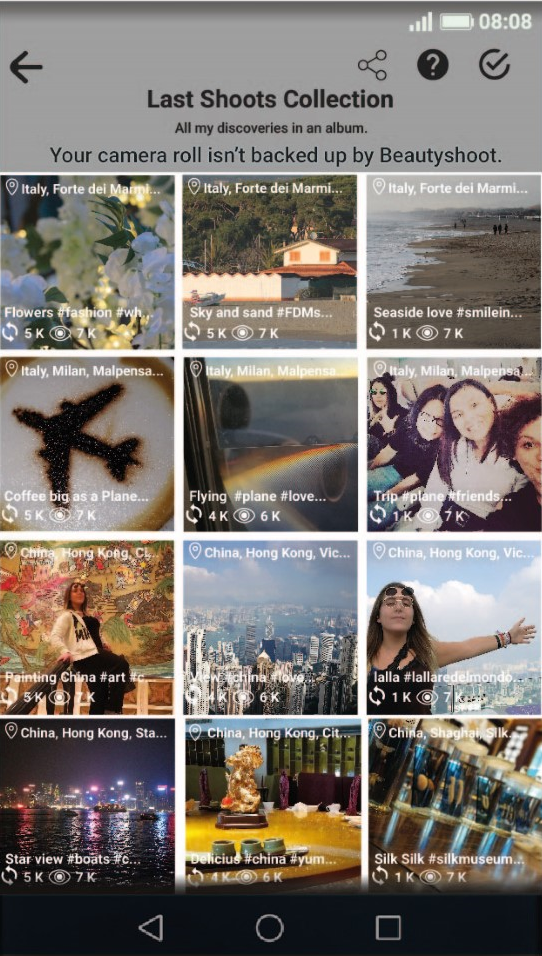 08:08
Last Shoots Collection
All my discoveries in an album.
Your camera roll isn't backed up by Beautyshoot.
Italy, Forte dei Marmi...
Italy, Forte dei Marmi...
Italy, Forte dei Marmi...
Flowers #fashion #wh...
Sky and sand #FDMs...
Seaside love #smilein...
5 K 7 K
5 K 7 K
1 K 7 K
Italy, Milan, Malpensa...
Italy, Milan, Malpensa
Italy, Milan, Malpensa...
Coffee big as a Plane...
Flying #plane #love...
Trip #plane #friends...
5 K 7 K
4 K 6 K
1 K 7 K
China, Hong Kong, Ci...
China, Hong Kong, Vic...
China, Hong Kong, Vic...
Painting China #art #c...
View #china #love...
lalla #lallaredelmondo...
5 K 7 K
4 K 6 K
1 K 7 K
China, Hong Kong, Sta...
China, Hong Kong, Cit...
China, Shaghai, Silk...
Star view #boats #c...
Delicius #china #yum...
Silk Silk #silkmuseum...
5 K 7 K
4 K 6 K
1 K 7 K